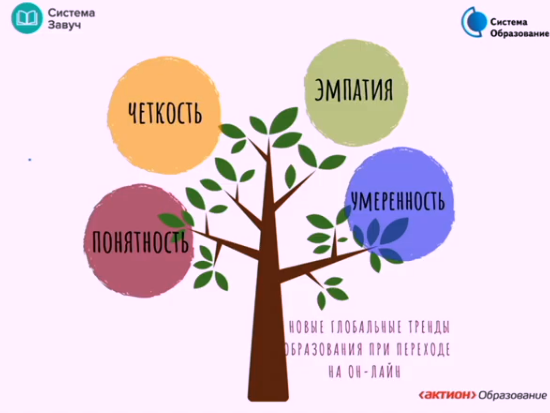 Система
Завуч
Система
Образование
ЧЕТКОСТЬ
ЭМПАТИЯ
ПОНЯТНОСТЬ
УМЕРЕННОСТЬ
НОВЫЕ ГЛОБАЛЬНЫЕ ТРЕНДЫ
ОБРАЗОВАНИЯ ПРИ ПЕРЕХОДЕ
НА ОН-ЛАЙН
актион Образование